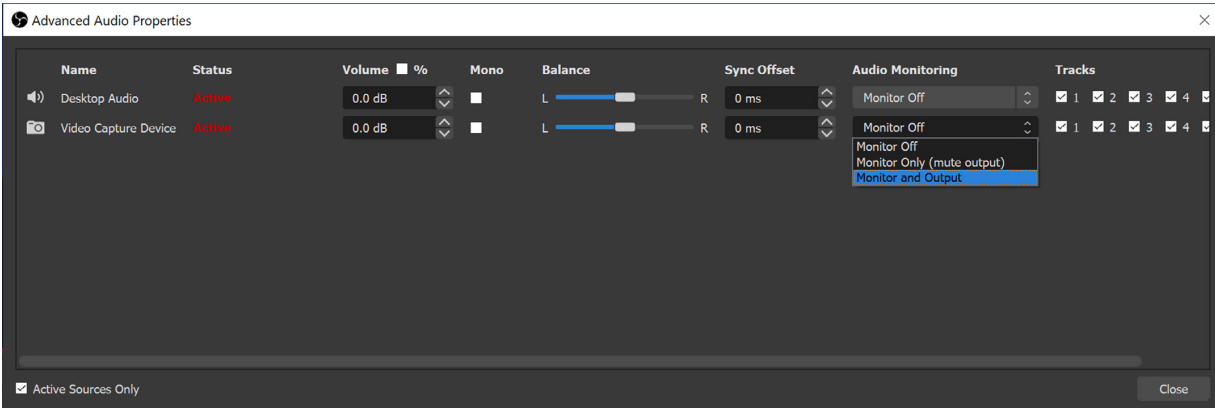 Advanced Audio Properties
Name Status Volume % Mono Balance Sync Offset Audio Monitoring Tracks
Desktop Audio Active 0.0 dB L R 0 ms Monitor Off 1 2 3 4
Video Capture Device Active 0.0 dB L R 0 ms Monitor Off 1 2 3 4
Monitor Off
Monitor Only (mute output)
Monitor and Output
Active Sources Only Close